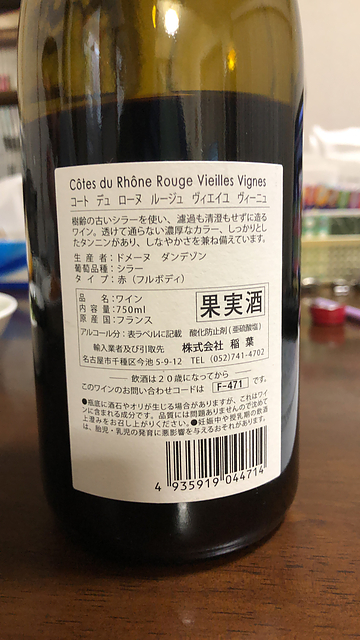 Côtes du Rhône Rouge Vieilles Vignes
コート デュ ローヌ ルージュ ヴィエイユ ヴィーニュ
樹齢の古いシラーを使い、濾過も清澄もせずに造る
ワイン。透けて通らない濃厚なカラー、しっかりとし
たタンニンがあり、しなやかさを兼ね備えています。
生産者：ドメーヌ ダンデゾン
葡萄品種：シラー
タイプ：赤（フルボディ）
品名：ワイン
内容量：750ml
原産国：フランス
果実酒
アルコール分：表ラベルに記載 酸化防止剤（亜硫酸塩）
輸入業者及び引取先 株式会社 稲葉
名古屋市千種区今池 5-9-12 TEL (052)741-4702
飲酒は２０歳になってから
このワインのお問い合わせコードは F-471 です。
●瓶底に酒石やオリが生じる場合がありますが、これはワイ
ンに含まれる成分です。品質には問題ありませんので沈めて
上澄みをお召し上がりください。●妊娠中や授乳期の飲酒
は、胎児・乳児の発育に悪影響を与えるおそれがあります。
4 935919 044714